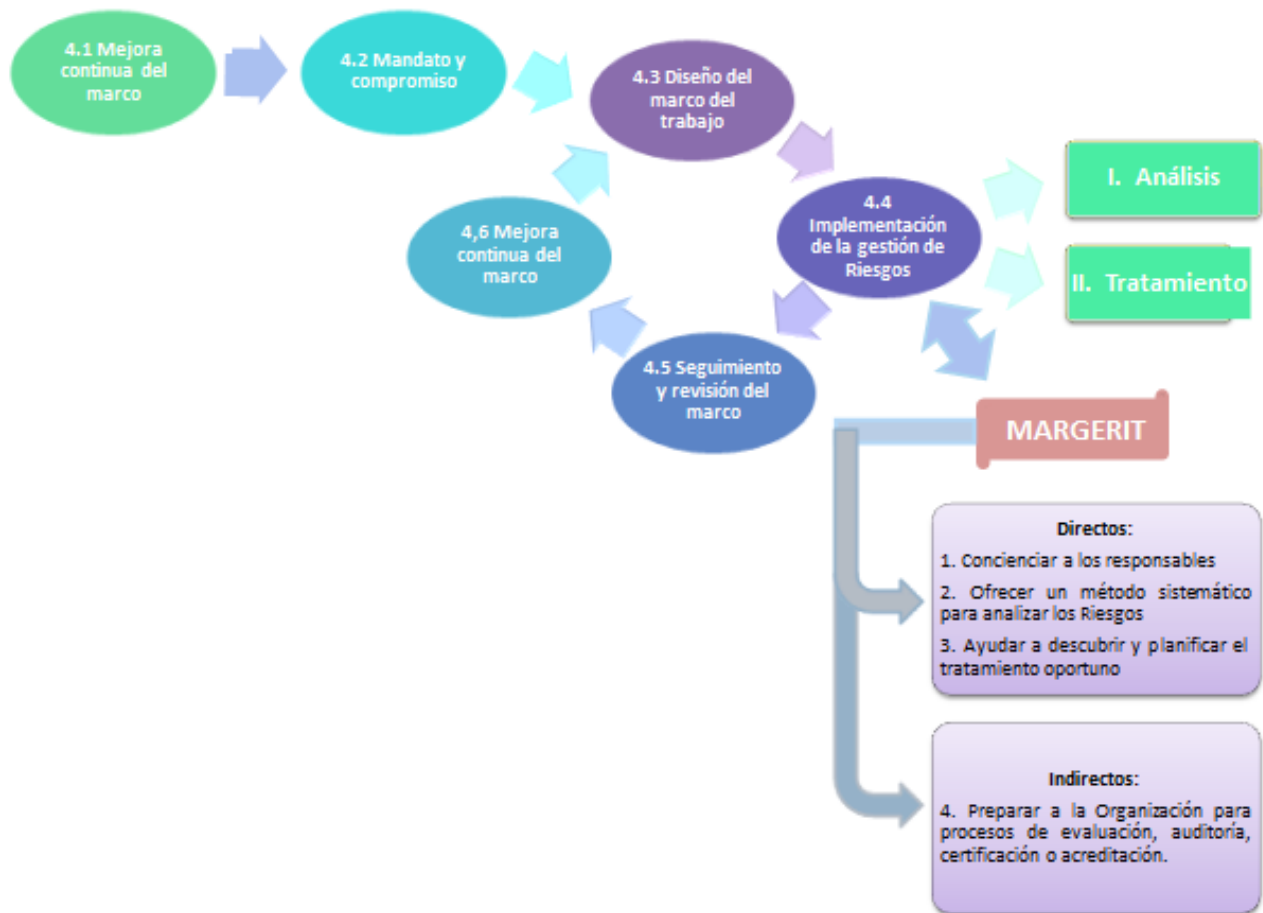 4.1 Mejora
continua del
marco
4.2 Mandato y
compromiso
4.3 Diseño del
marco del
trabajo
4.4
Implementación
de la gestión de
Riesgos
4.5 Seguimiento
y revisión del
marco
4,6 Mejora
continua del
marco
I. Análisis
II. Tratamiento
MARGERIT
Directos:
1. Concienciar a los responsables
2. Ofrecer un método sistemático
para analizar los Riesgos
3. Ayudar a descubrir y planificar el
tratamiento oportuno
Indirectos:
4. Preparar a la Organización para
procesos de evaluación, auditoría,
certificación o acreditación.